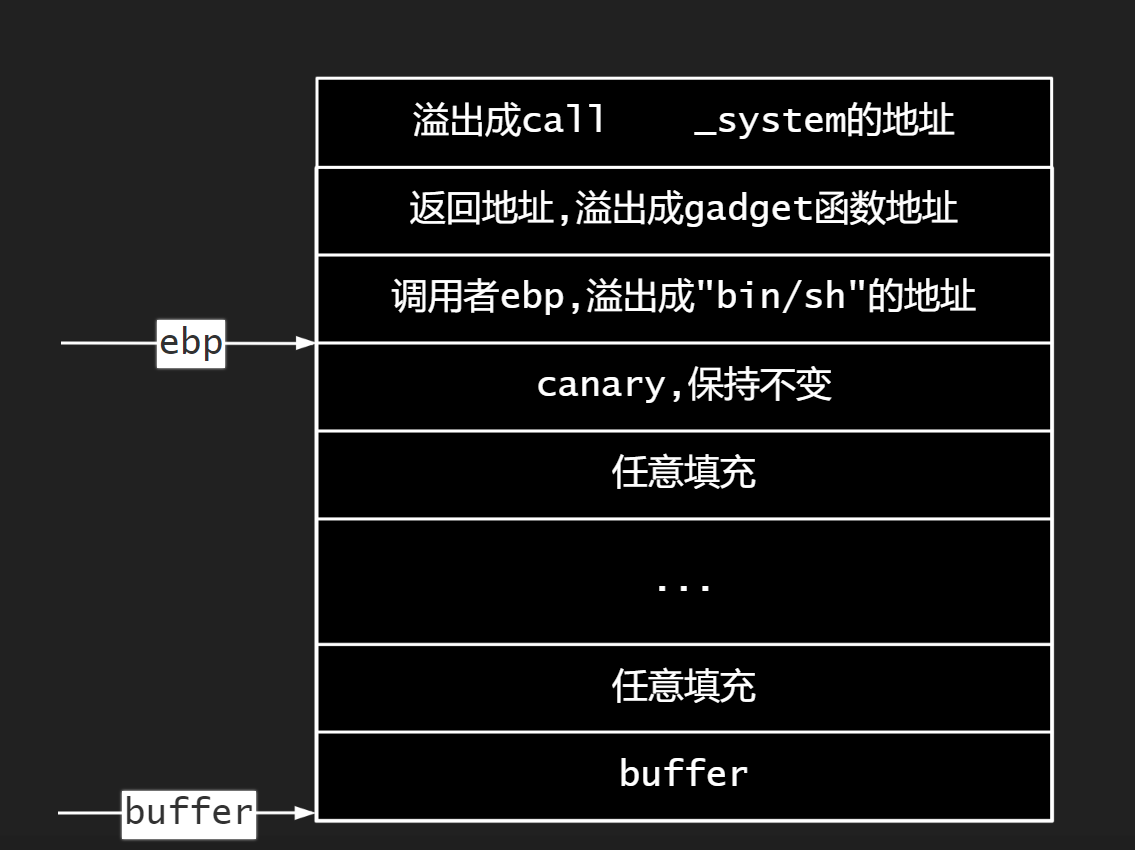 溢出成call    _system的地址
返回地址,溢出成gadget函数地址
调用者ebp,溢出成"bin/sh"的地址
ebp
canary,保持不变
任意填充
...
任意填充
buffer
buffer